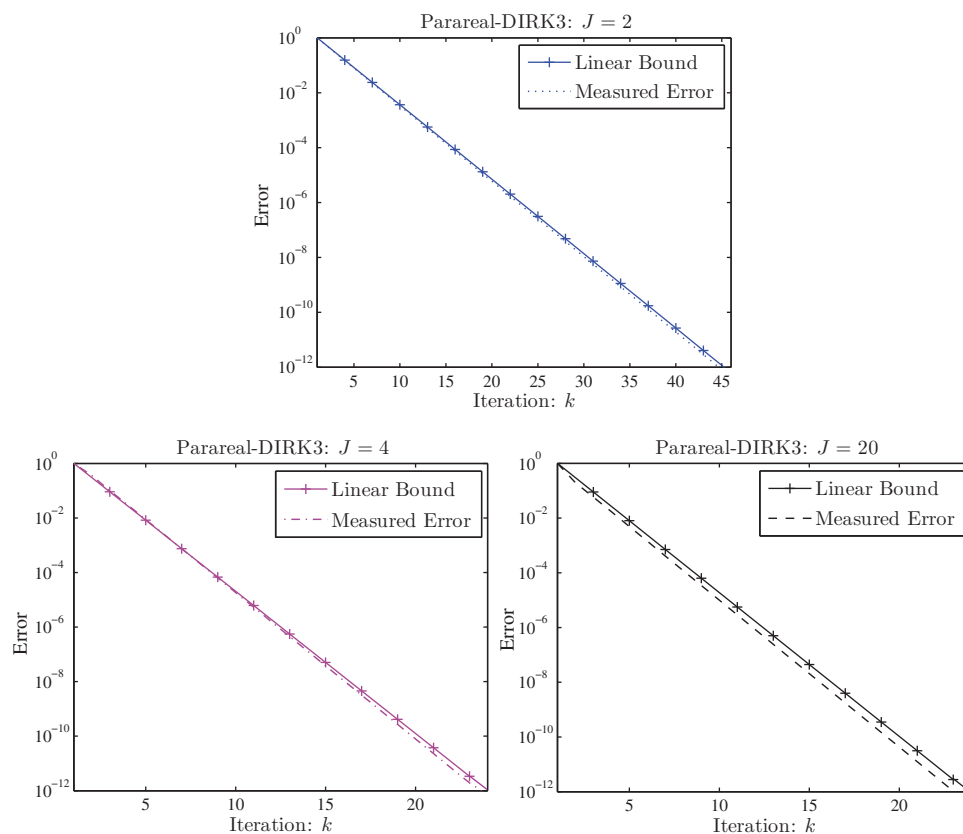 Parareal-DIRK3: J = 2
Linear Bound
Measured Error
10^0
10^−2
10^−4
10^−6
10^−8
10^−10
10^−12
Error
5 10 15 20 25 30 35 40 45
Iteration: k
Parareal-DIRK3: J = 4
Linear Bound
Measured Error
10^0
10^−2
10^−4
10^−6
10^−8
10^−10
10^−12
Error
5 10 15 20
Iteration: k
Parareal-DIRK3: J = 20
Linear Bound
Measured Error
10^0
10^−2
10^−4
10^−6
10^−8
10^−10
10^−12
Error
5 10 15 20
Iteration: k